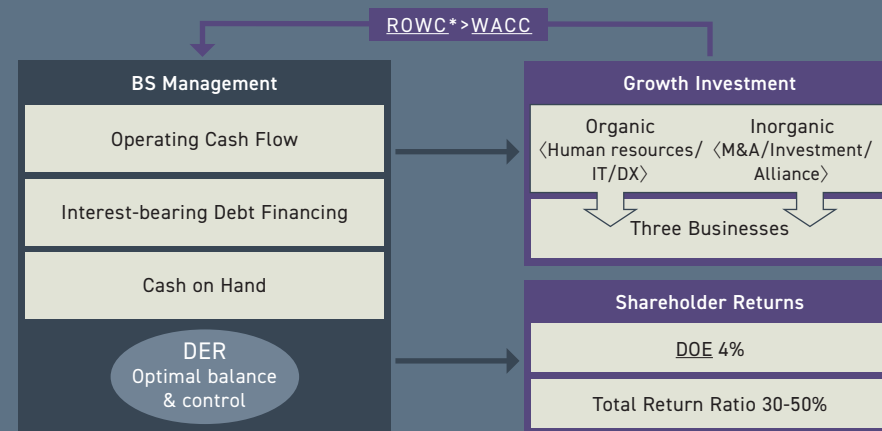 ROWC*>WACC
BS Management
Operating Cash Flow
Interest-bearing Debt Financing
Cash on Hand
DER
Optimal balance
& control
Growth Investment
Organic
〈Human resources/
IT/DX〉
Inorganic
〈M&A/Investment/
Alliance〉
Three Businesses
Shareholder Returns
DOE 4%
Total Return Ratio 30-50%